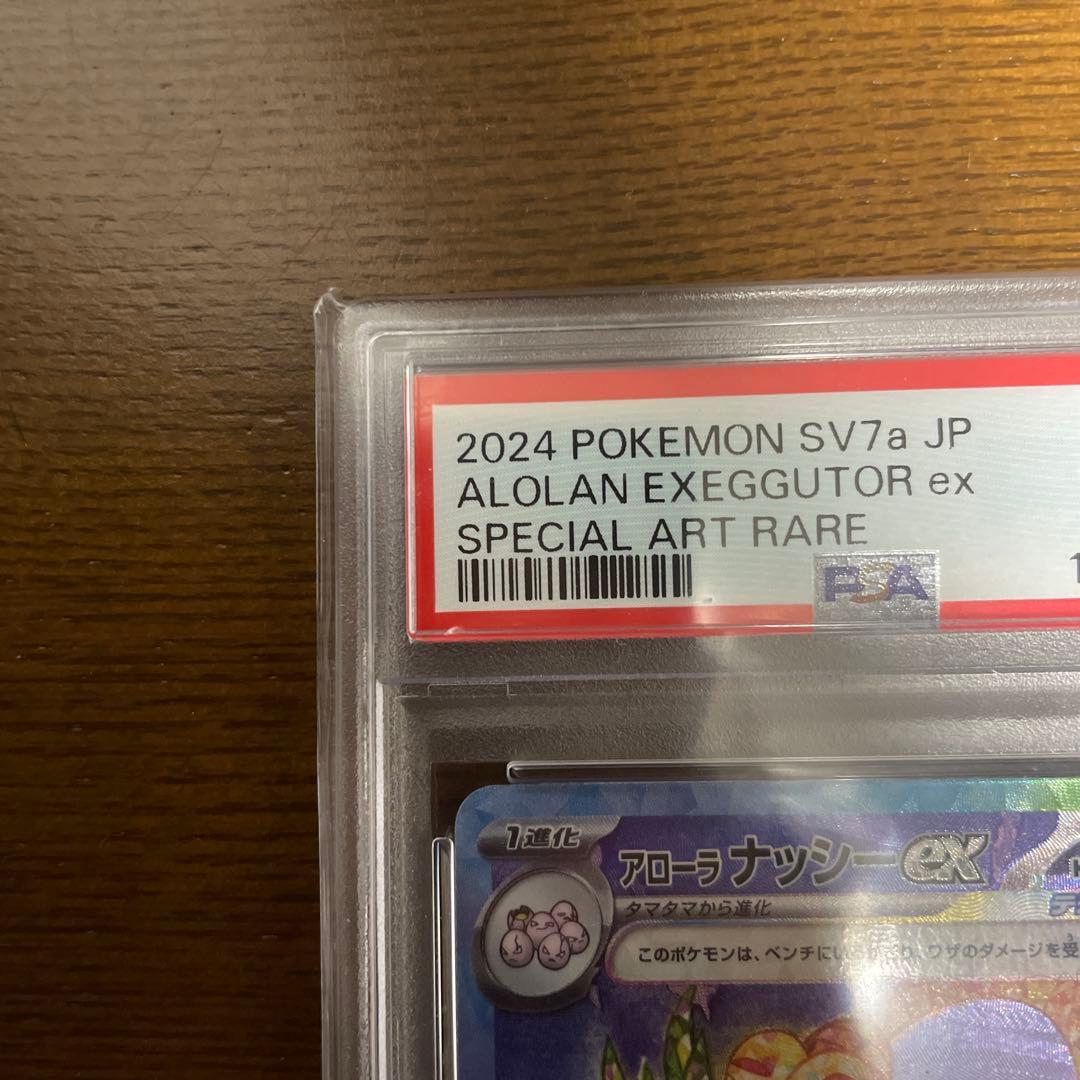 2024 POKEMON SV7a JP
ALOLAN EXEGGUTOR ex
SPECIAL ART RARE
PSA
1進化
アローラ ナッシーex
タマタマから進化
このポケモンは、ベンチにいるかぎり、ワザのダメージを受